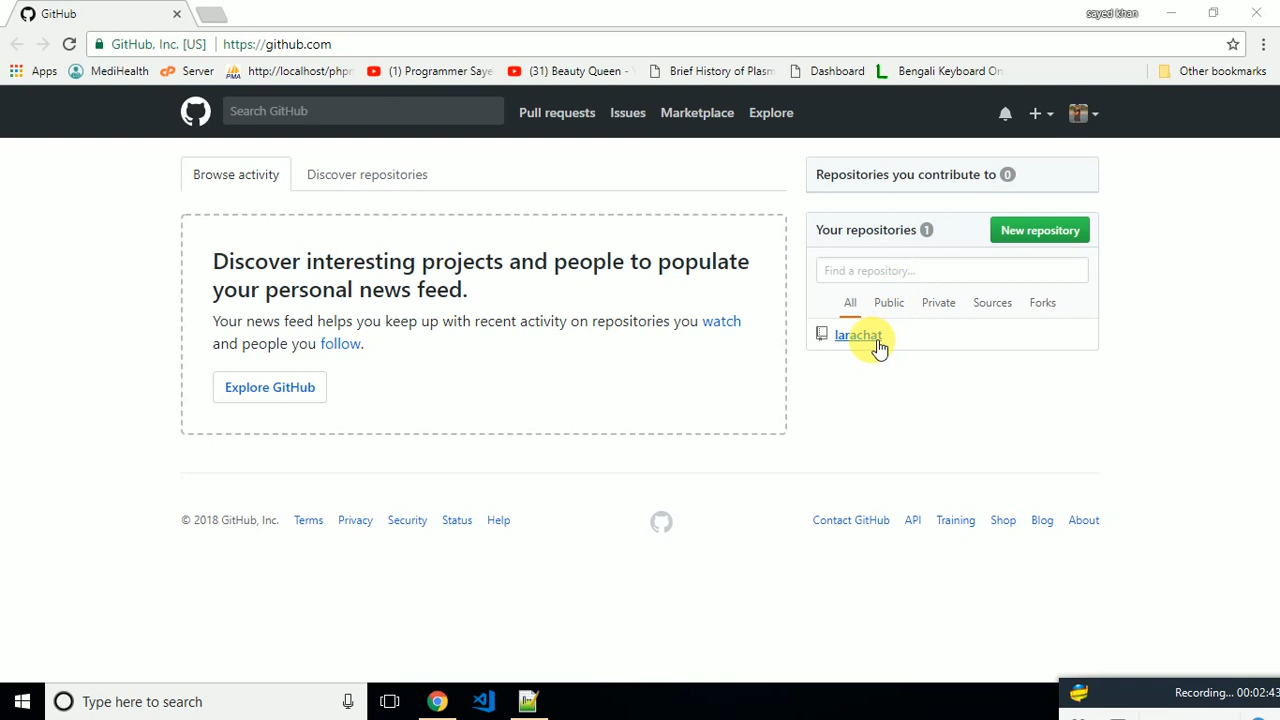 GitHub
sayed khan
GitHub, Inc. [US] https://github.com
Apps MediHealth Server http://localhost/phpr (1) Programmer Saye (31) Beauty Queen - Brief History of Plasm Dashboard Bengali Keyboard On Other bookmarks
Search GitHub Pull requests Issues Marketplace Explore
Browse activity Discover repositories
Discover interesting projects and people to populate
your personal news feed.
Your news feed helps you keep up with recent activity on repositories you watch
and people you follow.
Explore GitHub
Repositories you contribute to 0
Your repositories 1 New repository
Find a repository...
All Public Private Sources Forks
larachat
© 2018 GitHub, Inc. Terms Privacy Security Status Help Contact GitHub API Training Shop Blog About
Type here to search
Recording... 00:02:43